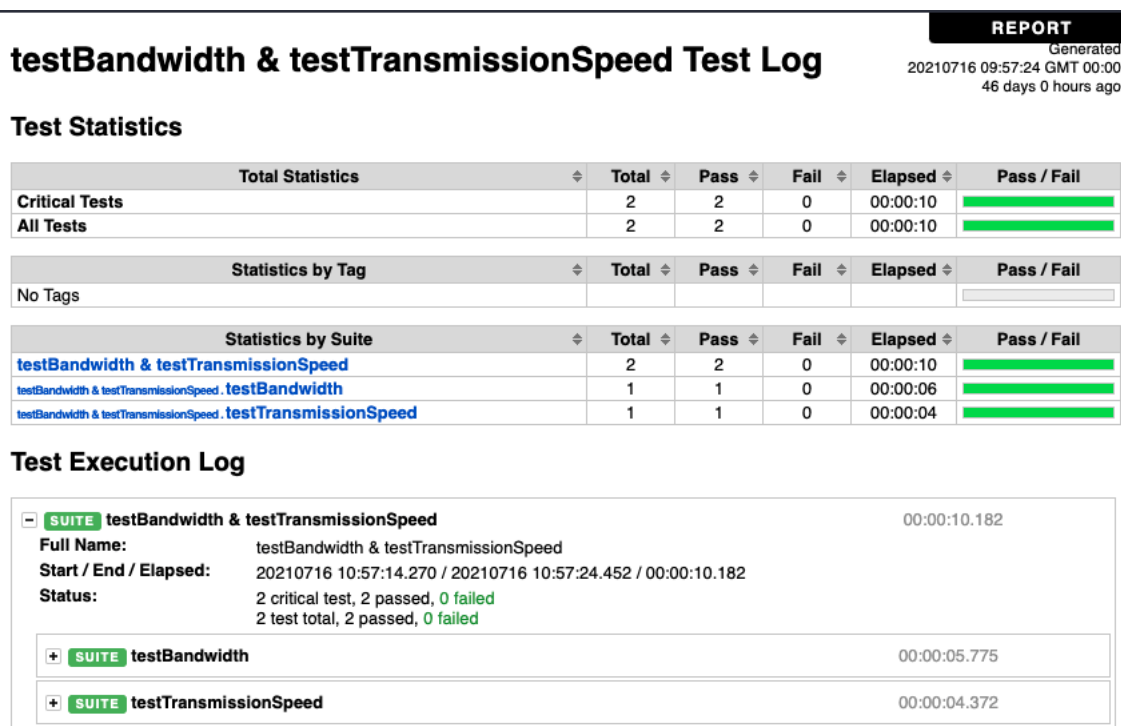 REPORT
testBandwidth & testTransmissionSpeed Test Log
Generated
20210716 09:57:24 GMT 00:00
46 days 0 hours ago
Test Statistics
Total Statistics Total Pass Fail Elapsed Pass / Fail
Critical Tests 2 2 0 00:00:10
All Tests 2 2 0 00:00:10
Statistics by Tag Total Pass Fail Elapsed Pass / Fail
No Tags
Statistics by Suite Total Pass Fail Elapsed Pass / Fail
testBandwidth & testTransmissionSpeed 2 2 0 00:00:10
testBandwidth & testTransmissionSpeed . testBandwidth 1 1 0 00:00:06
testBandwidth & testTransmissionSpeed . testTransmissionSpeed 1 1 0 00:00:04
Test Execution Log
SUITE testBandwidth & testTransmissionSpeed 00:00:10.182
Full Name: testBandwidth & testTransmissionSpeed
Start / End / Elapsed: 20210716 10:57:14.270 / 20210716 10:57:24.452 / 00:00:10.182
Status: 2 critical test, 2 passed, 0 failed
2 test total, 2 passed, 0 failed
SUITE testBandwidth 00:00:05.775
SUITE testTransmissionSpeed 00:00:04.372